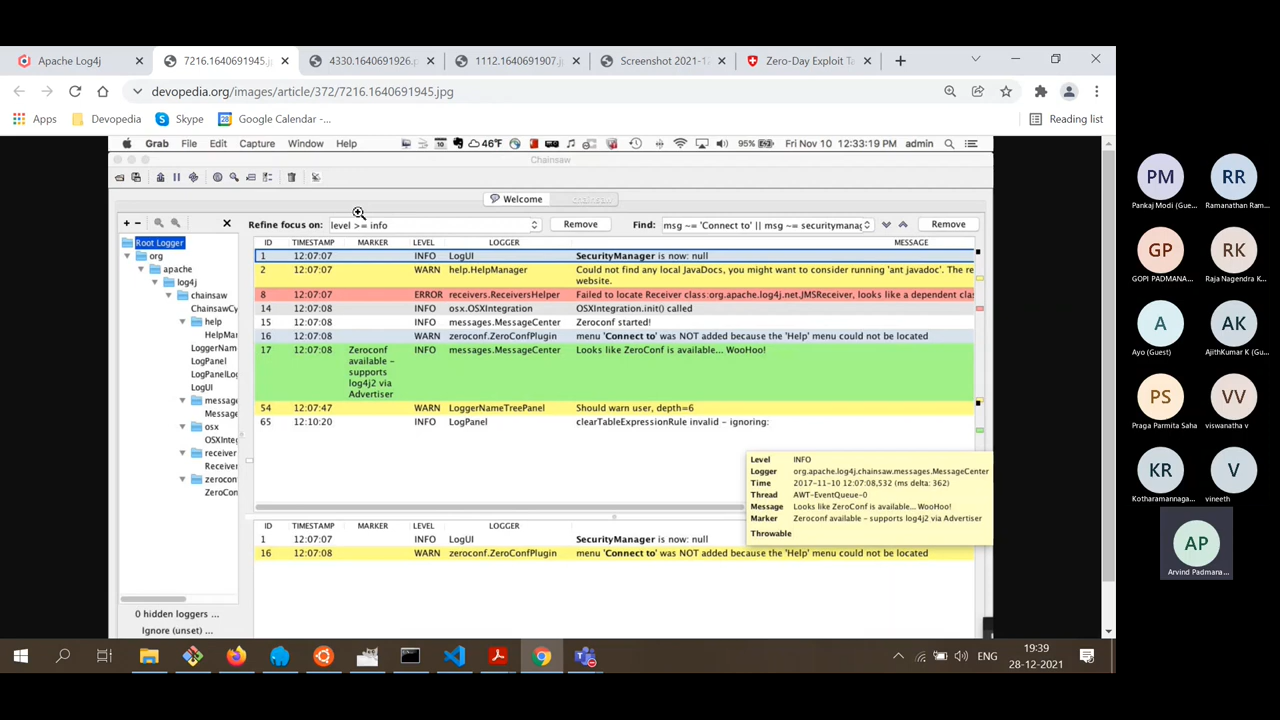 Apache Log4j
7216.1640691945.j
4330.1640691926.p
1112.1640691907.j
Screenshot 2021-12
Zero-Day Exploit Ta
devopedia.org/images/article/372/7216.1640691945.jpg
Apps Devopedia Skype Google Calendar -... Reading list
Grab File Edit Capture Window Help 10 46°F 95% Fri Nov 10 12:33:19 PM admin
Chainsaw
Welcome chainsaw
Refine focus on: level >= info Remove Find: msg ~= 'Connect to' || msg ~= securitymanag Remove
Root Logger
org
apache
log4j
chainsaw
ChainsawCy
help
HelpMar
LoggerNam
LogPanel
LogPanelLog
LogUI
message
Message
osx
OSXInteg
receiver
Receiver
zerocon
ZeroCon
0 hidden loggers ...
Ignore (unset) ...
ID TIMESTAMP MARKER LEVEL LOGGER MESSAGE
1 12:07:07 INFO LogUI SecurityManager is now: null
2 12:07:07 WARN help.HelpManager Could not find any local JavaDocs, you might want to consider running 'ant javadoc'. The re
website.
8 12:07:07 ERROR receivers.ReceiversHelper Failed to locate Receiver class:org.apache.log4j.net.JMSReceiver, looks like a dependent clas
14 12:07:08 INFO osx.OSXIntegration OSXIntegration.init() called
15 12:07:08 INFO messages.MessageCenter Zeroconf started!
16 12:07:08 WARN zeroconf.ZeroConfPlugin menu 'Connect to' was NOT added because the 'Help' menu could not be located
17 12:07:08 Zeroconf INFO messages.MessageCenter Looks like ZeroConf is available... WooHoo!
available -
supports
log4j2 via
Advertiser
54 12:07:47 WARN LoggerNameTreePanel Should warn user, depth=6
65 12:10:20 INFO LogPanel clearTableExpressionRule invalid - ignoring:
Level INFO
Logger org.apache.log4j.chainsaw.messages.MessageCenter
Time 2017-11-10 12:07:08,532 (ms delta: 362)
Thread AWT-EventQueue-0
Message Looks like ZeroConf is available... WooHoo!
Marker Zeroconf available - supports log4j2 via Advertiser
Throwable
ID TIMESTAMP MARKER LEVEL LOGGER
1 12:07:07 INFO LogUI SecurityManager is now: null
16 12:07:08 WARN zeroconf.ZeroConfPlugin menu 'Connect to' was NOT added because the 'Help' menu could not be located
ENG
19:39
28-12-2021
PM RR
Pankaj Modi (Gue... Ramanathan Ram...
GP RK
GOPI PADMANA... Raja Nagendra K...
A AK
Ayo (Guest) AjithKumar K (Gu...
PS VV
Praga Parmita Saha viswanatha v
KR V
Kotharamannaga... vineeth
AP
Arvind Padmana...